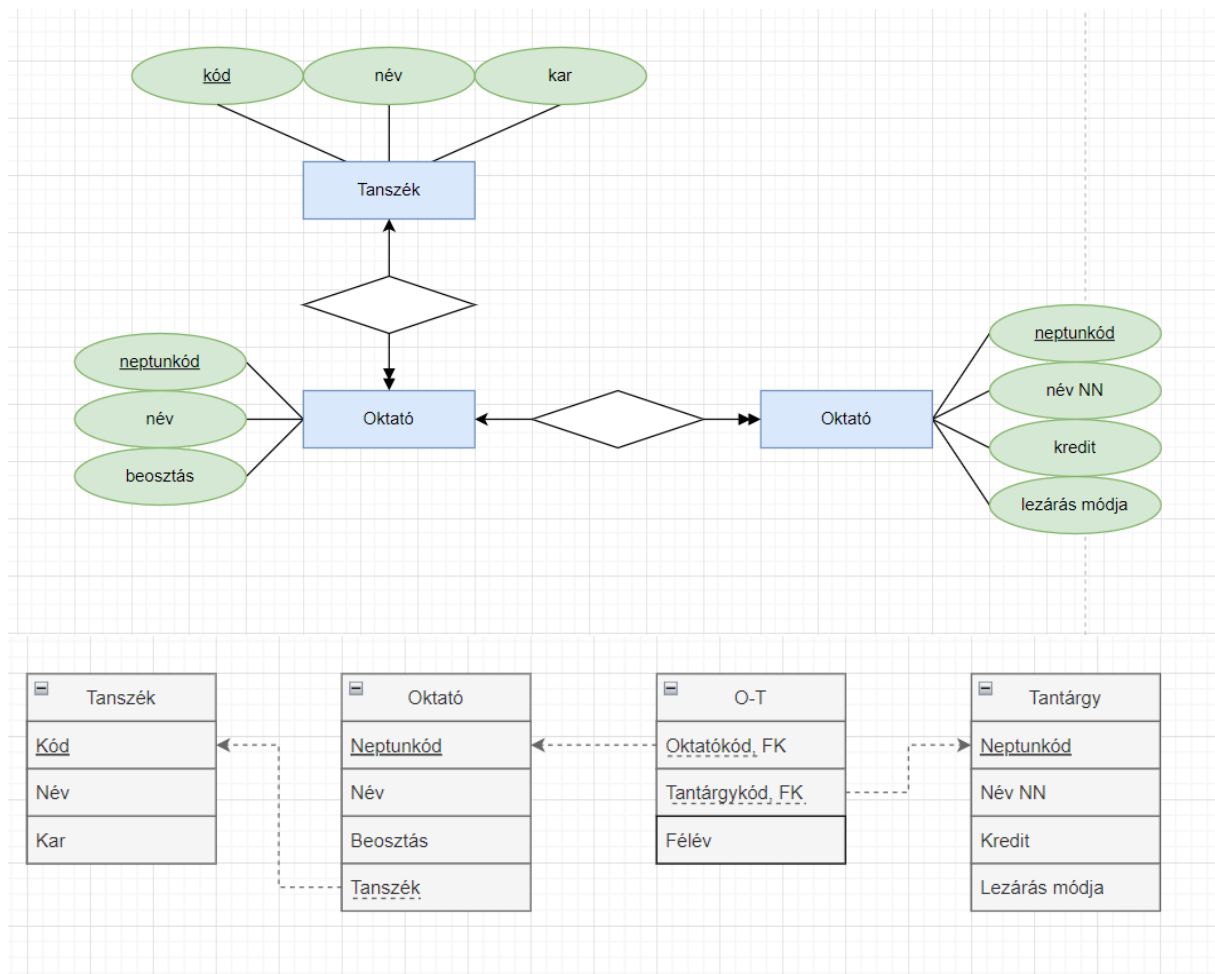 kód
név
kar
Tanszék
neptunkód
név
beosztás
Oktató
Oktató
neptunkód
név NN
kredit
lezárás módja
Tanszék
Kód
Név
Kar
Oktató
Neptunkód
Név
Beosztás
Tanszék
O-T
Oktatókód, FK
Tantárgykód, FK
Félév
Tantárgy
Neptunkód
Név NN
Kredit
Lezárás módja